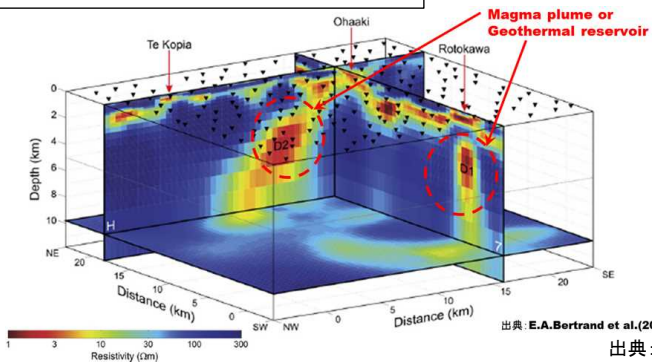 Magma plume or
Geothermal reservoir
Ohaaki
Te Kopia
Rotokawa
0
2
4
6
8
10
Depth (km)
D2
D1
H
7
NE
20
15
10
5
0
SW
Distance (km)
NW
0
5
10
15
20
SE
Distance (km)
1
3
10
30
100
300
Resistivity (Ωm)
出典:E.A.Bertrand et al.(20
出典: